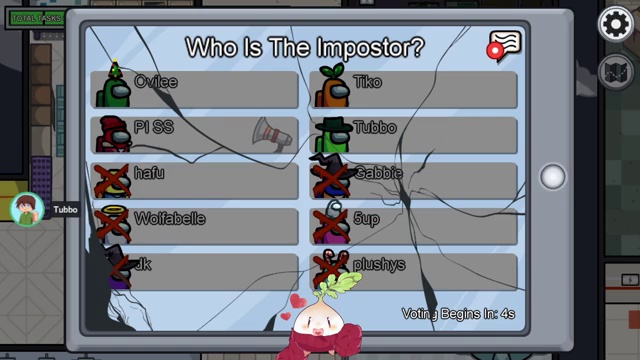 TOTAL TASKS
Who Is The Impostor?
Ovilee
Tiko
PI SS
Tubbo
hafu
Gabbie
Wolfabelle
5up
dk
plushys
Tubbo
Voting Begins In: 4s